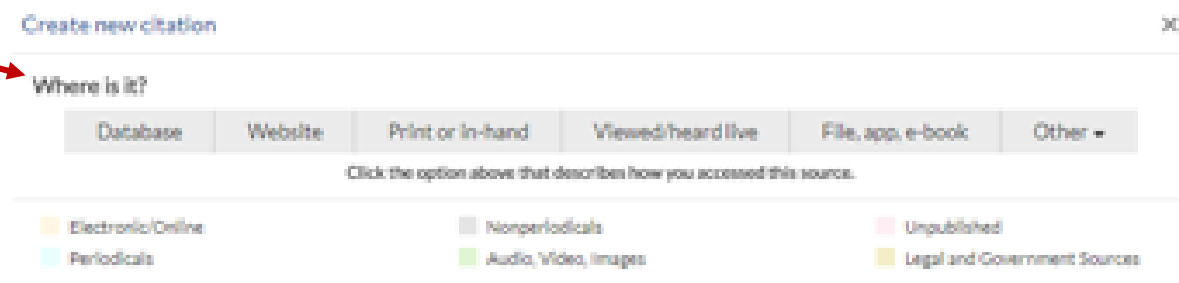 Create new citation
Where is it?
Database Website Print or in-hand Viewed/heard live File, app, e-book Other
Click the option above that describes how you accessed this source.
Electronic/Online Nonperiodicals Unpublished
Periodicals Audio, Video, Images Legal and Government Sources